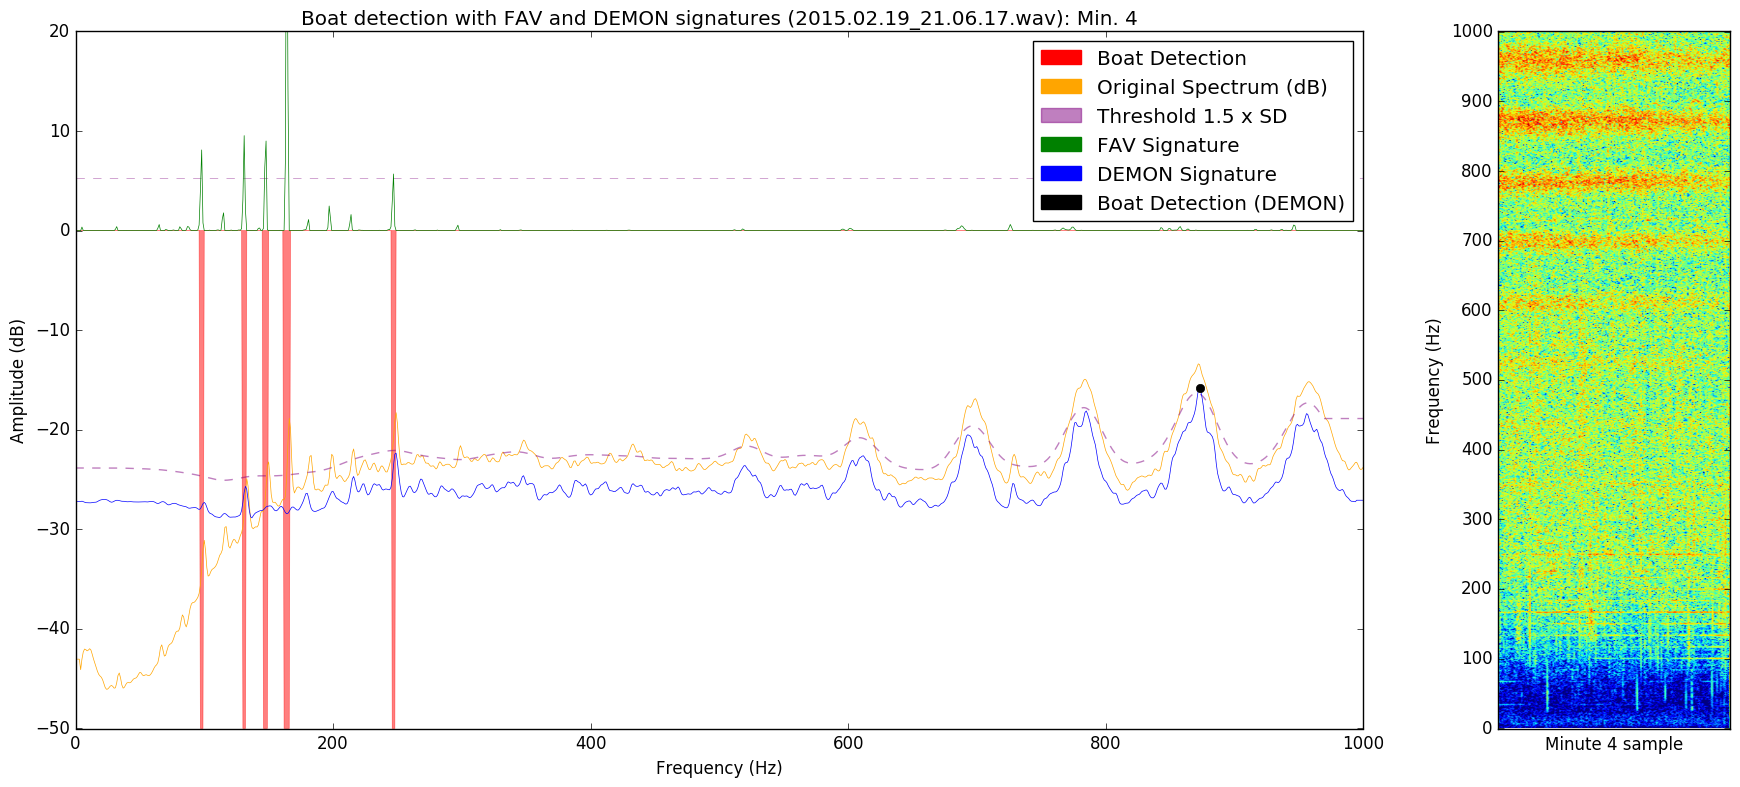 Boat detection with FAV and DEMON signatures (2015.02.19_21.06.17.wav): Min. 4
20
10
0
−10
−20
−30
−40
−50
Amplitude (dB)
0 200 400 600 800 1000
Frequency (Hz)
Boat Detection
Original Spectrum (dB)
Threshold 1.5 x SD
FAV Signature
DEMON Signature
Boat Detection (DEMON)
1000
900
800
700
600
500
400
300
200
100
0
Frequency (Hz)
Minute 4 sample